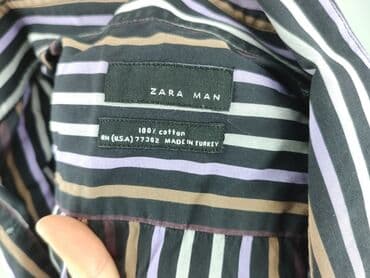 ZARA MAN
100% cotton
RN (U.S.A) 77302 MADE IN TURKEY